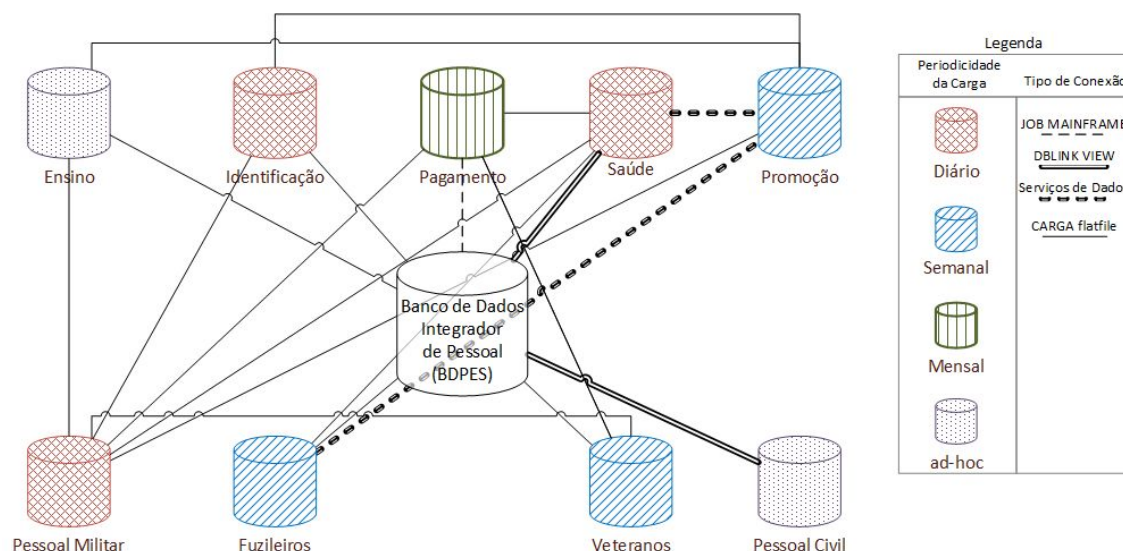 Ensino
Identificação
Pagamento
Saúde
Promoção
Banco de Dados
Integrador
de Pessoal
(BDPES)
Pessoal Militar
Fuzileiros
Veteranos
Pessoal Civil
Legenda
Periodicidade
da Carga
Tipo de Conexão
Diário
Semanal
Mensal
ad-hoc
JOB MAINFRAME
DBLINK VIEW
Serviços de Dado
CARGA flatfile